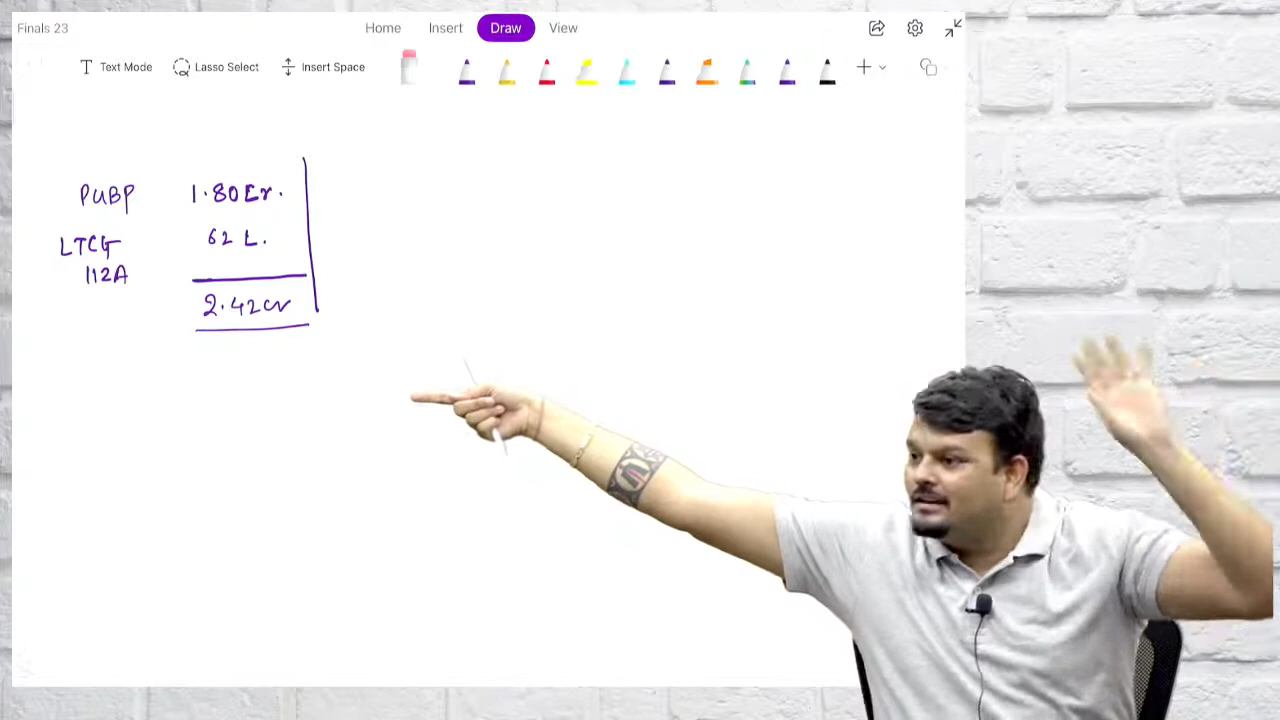 Finals 23
Home Insert Draw View
Text Mode Lasso Select Insert Space
PUBP 1.80 Cr.
LTCG 62 L.
112A
2.42 cr